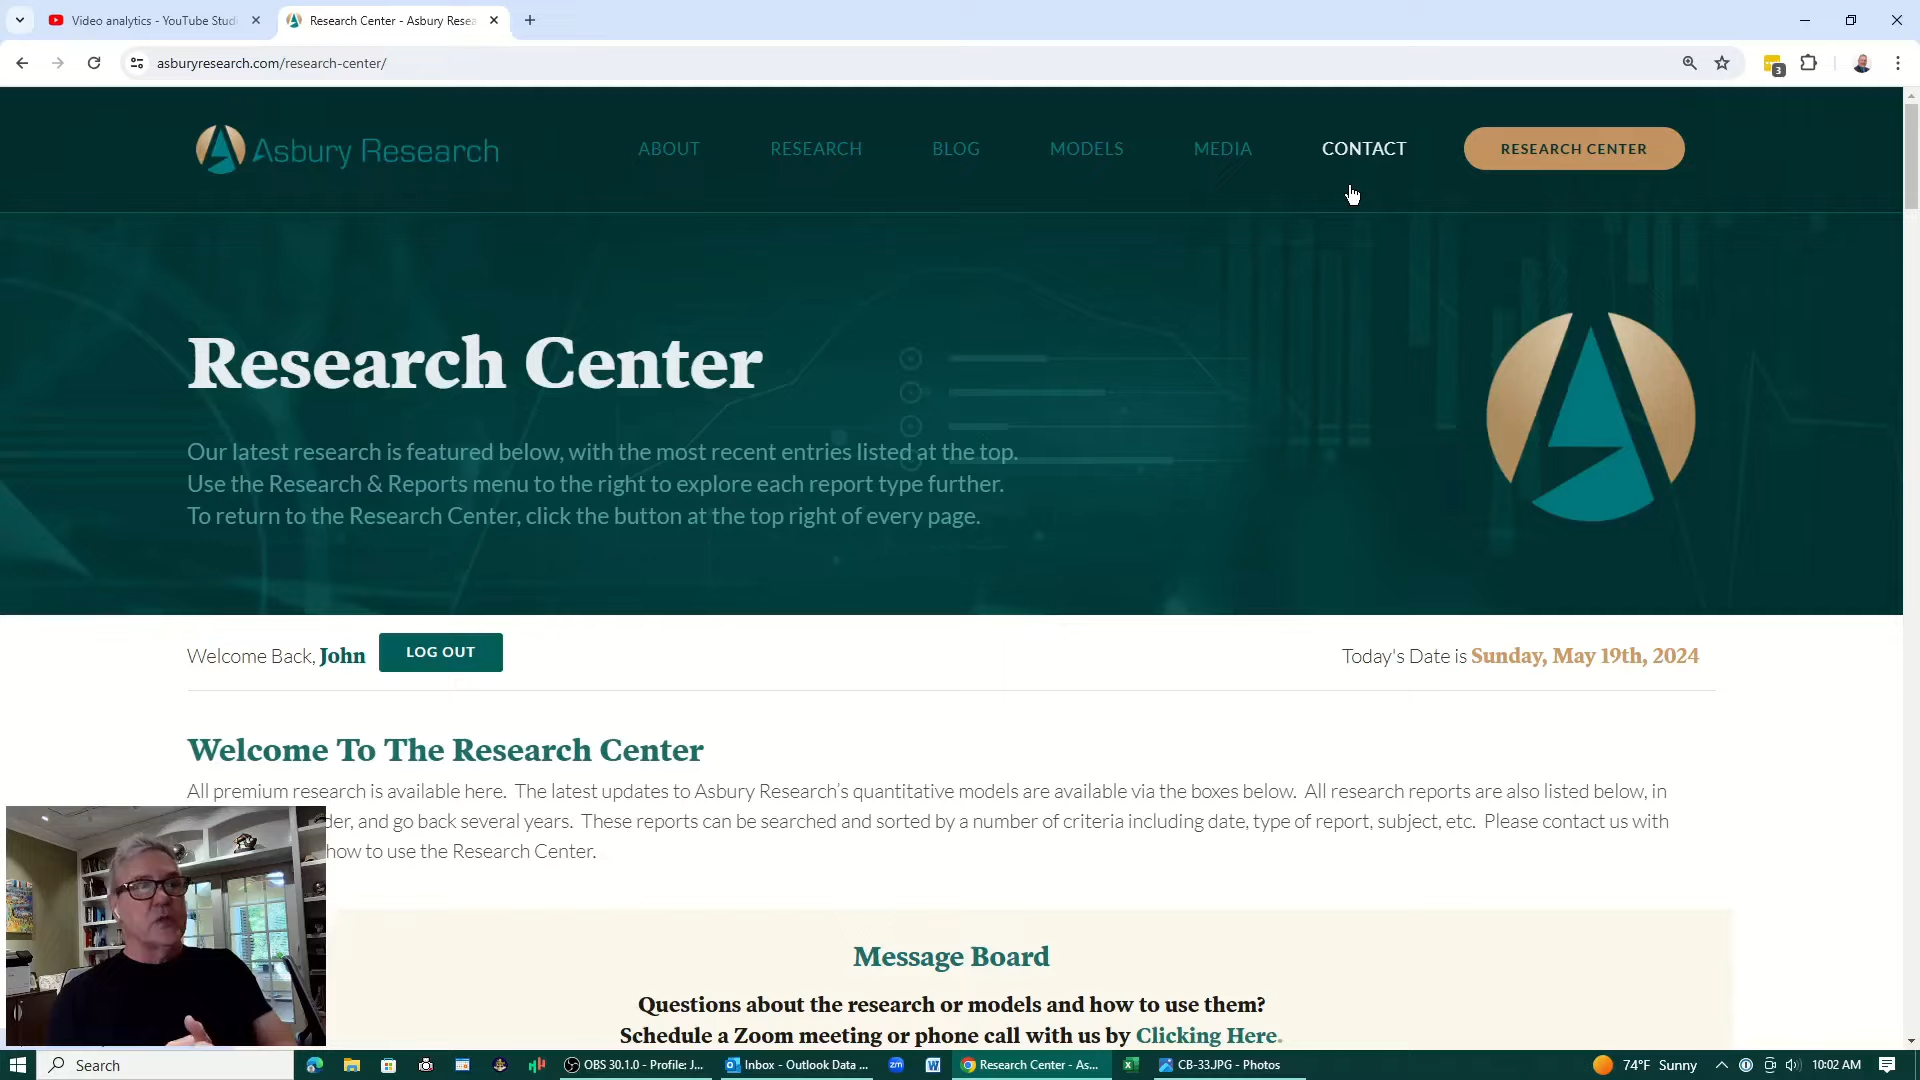 Video analytics - YouTube Stud
Research Center - Asbury Resea
asburyresearch.com/research-center/
3
Asbury Research
ABOUT
RESEARCH
BLOG
MODELS
MEDIA
CONTACT
RESEARCH CENTER
Research Center
Our latest research is featured below, with the most recent entries listed at the top.
Use the Research & Reports menu to the right to explore each report type further.
To return to the Research Center, click the button at the top right of every page.
Welcome Back, John
LOG OUT
Today's Date is Sunday, May 19th, 2024
Welcome To The Research Center
All premium research is available here. The latest updates to Asbury Research’s quantitative models are available via the boxes below. All research reports are also listed below, in
der, and go back several years. These reports can be searched and sorted by a number of criteria including date, type of report, subject, etc. Please contact us with
how to use the Research Center.
Message Board
Questions about the research or models and how to use them?
Schedule a Zoom meeting or phone call with us by Clicking Here.
Search
OBS 30.1.0 - Profile: J...
Inbox - Outlook Data ...
zm
Research Center - As...
CB-33.JPG - Photos
74°F Sunny
10:02 AM